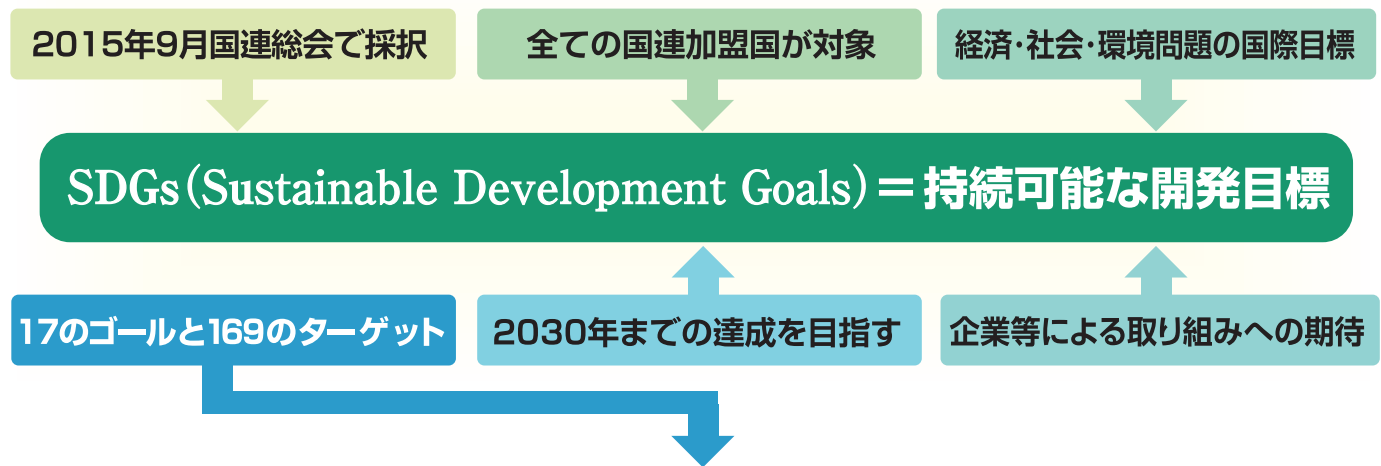 2015年9月国連総会で採択
全ての国連加盟国が対象
経済･社会･環境問題の国際目標
SDGs(Sustainable Development Goals)＝持続可能な開発目標
17のゴールと169のターゲット
2030年までの達成を目指す
企業等による取り組みへの期待